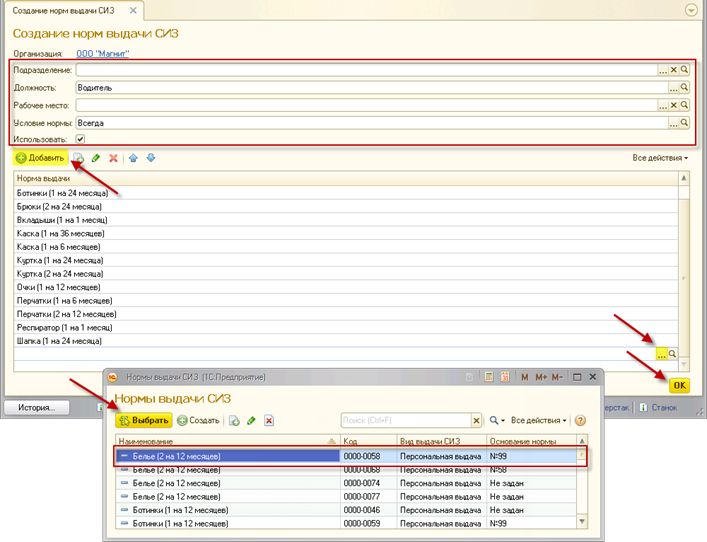 Создание норм выдачи СИЗ
Создание норм выдачи СИЗ
Организация: ООО "Магнит"
Подразделение:
Должность: Водитель
Рабочее место:
Условие нормы: Всегда
Использовать:
Добавить
Все действия
Норма выдачи
Ботинки (1 на 24 месяца)
Брюки (2 на 24 месяца)
Вкладыши (1 на 1 месяц)
Каска (1 на 36 месяцев)
Каска (1 на 6 месяцев)
Куртка (1 на 24 месяца)
Куртка (2 на 24 месяца)
Очки (1 на 12 месяцев)
Перчатки (1 на 6 месяцев)
Перчатки (2 на 12 месяцев)
Респиратор (1 на 1 месяц)
Шапка (1 на 24 месяца)
OK
История...
ерстак Станок
Нормы выдачи СИЗ (1С:Предприятие)
M M+ M-
Нормы выдачи СИЗ
Выбрать Создать Поиск (Ctrl+F) Все действия
Наименование Код Вид выдачи СИЗ Основание нормы
Белье (2 на 12 месяцев) 0000-0058 Персональная выдача №99
Белье (2 на 12 месяцев) 0000-0068 Персональная выдача №58
Белье (2 на 12 месяцев) 0000-0074 Персональная выдача Не задан
Белье (2 на 12 месяцев) 0000-0077 Персональная выдача Не задан
Ботинки (1 на 12 месяцев) 0000-0046 Персональная выдача Не задан
Ботинки (1 на 12 месяцев) 0000-0059 Персональная выдача №99